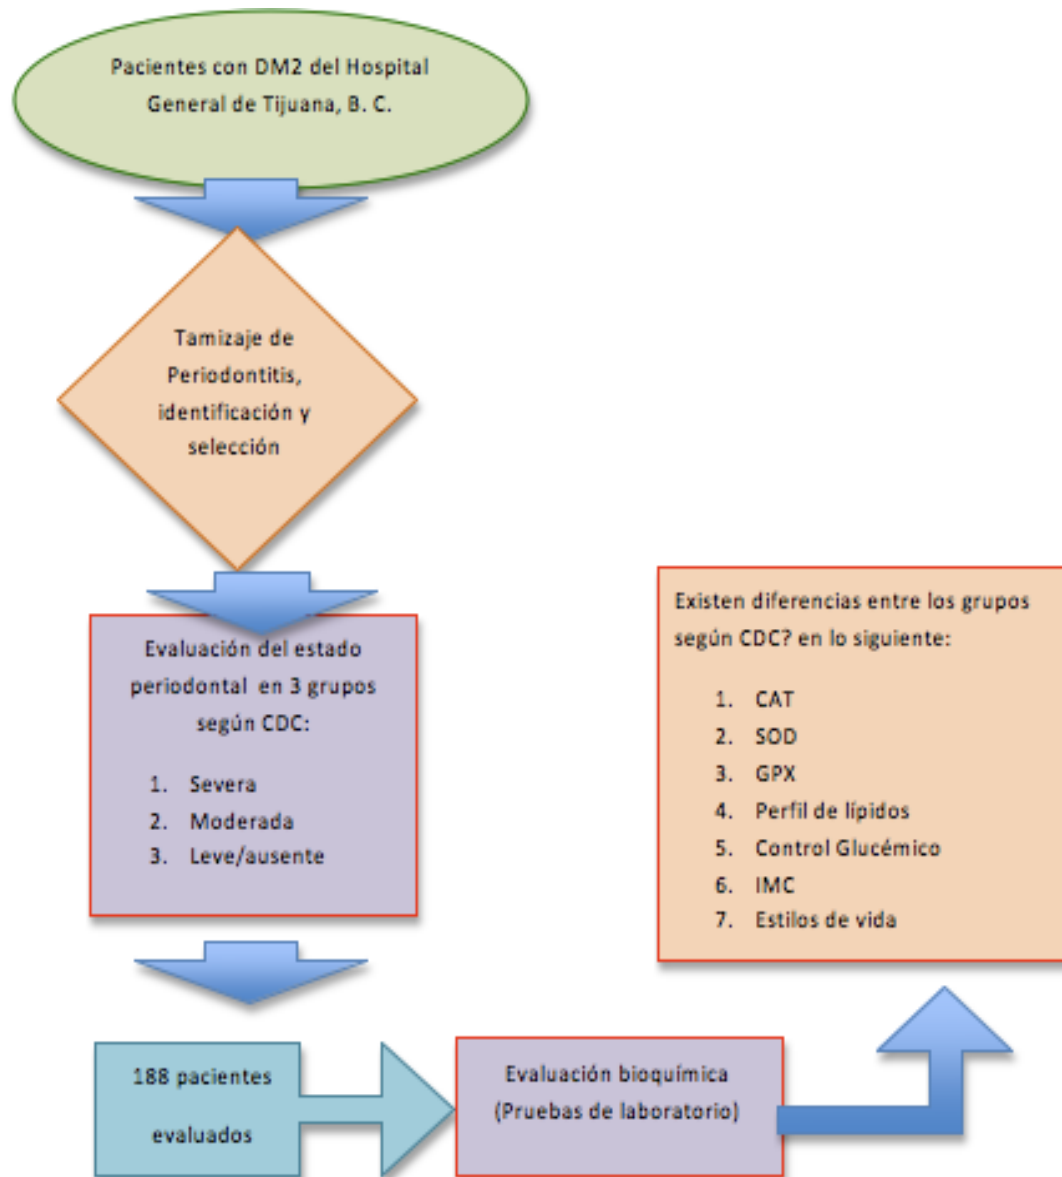 Pacientes con DM2 del Hospital
General de Tijuana, B. C.
Tamizaje de
Periodontitis,
identificación y
selección
Evaluación del estado
periodontal en 3 grupos
según CDC:
1. Severa
2. Moderada
3. Leve/ausente
188 pacientes
evaluados
Evaluación bioquímica
(Pruebas de laboratorio)
Existen diferencias entre los grupos
según CDC? en lo siguiente:
1. CAT
2. SOD
3. GPX
4. Perfil de lípidos
5. Control Glucémico
6. IMC
7. Estilos de vida